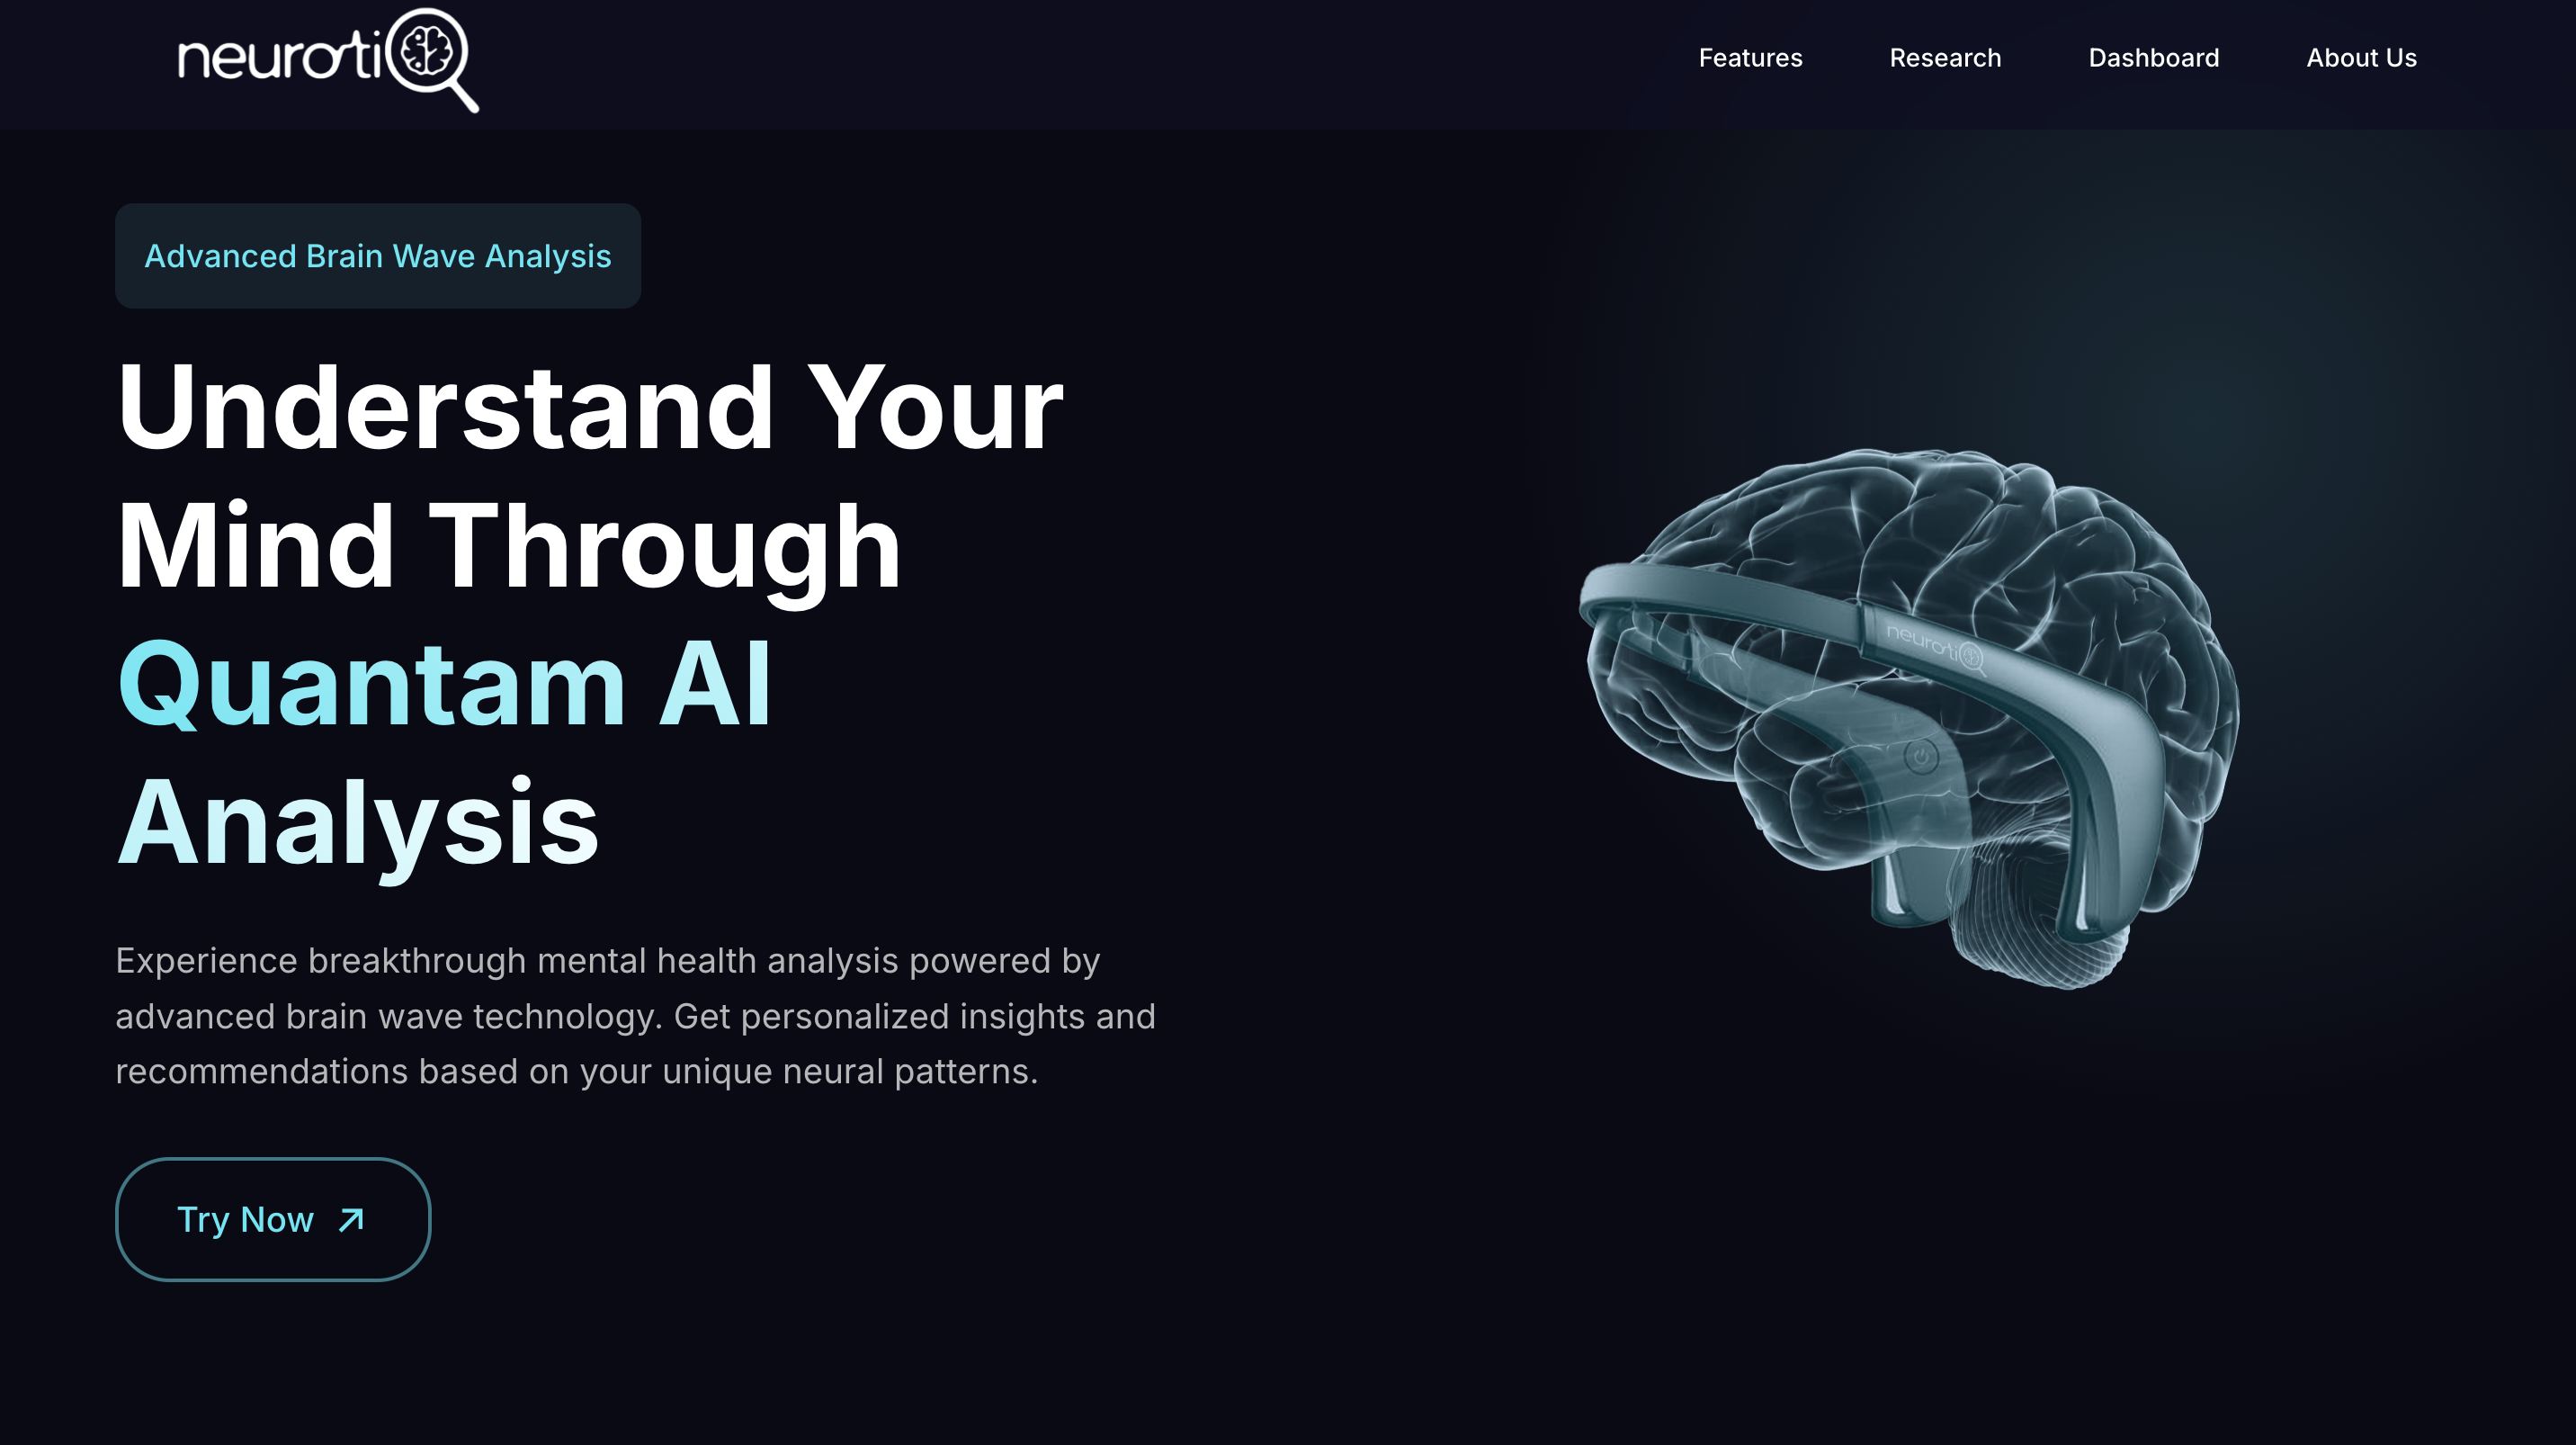 neurotiQ
Features
Research
Dashboard
About Us
Advanced Brain Wave Analysis
Understand Your
Mind Through
Quantam AI
Analysis
neurotiQ
Experience breakthrough mental health analysis powered by
advanced brain wave technology. Get personalized insights and
recommendations based on your unique neural patterns.
Try Now